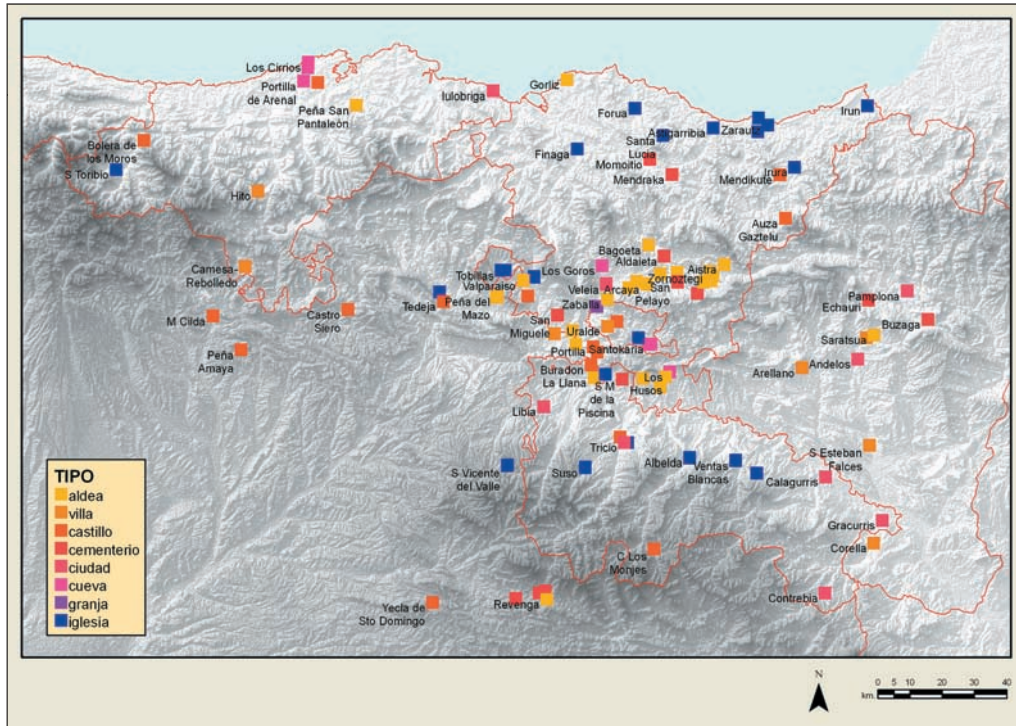 Los Cirrios
Portilla
de Arenal
Peña San
Pantaleón
Iulobriga
Gorliz
Forua
Astigarribia
Zarautz
Irun
Santa
Lucia
Finaga
Momoitio
Mendraka
Irura
Mendikute
Bolera de
los Moros
S Toribio
Hito
Auza
Gaztelu
Bagoeta
Aldaieta
Aistra
Zornoztegi
Los Goros
Tobillas
Valparaiso
Veleia
Arcaya
San
Pelayo
Zaballa
Camesa-
Rebolledo
Tedeja
Peña del
Mazo
Castro
Siero
M Cilda
Peña
Amaya
San
Miguele
Uralde
Portilla
Santokaria
Buradon
La Llana
S M
de la
Piscina
Los
Husos
Pamplona
Echauri
Buzaga
Saratsua
Andelos
Arellano
Libia
Tricio
S Vicente
del Valle
Suso
Albelda
Ventas
Blancas
S Esteban
Falces
Calagurris
Gracurris
Corella
C Los
Monjes
Contrebia
Yecla de
Sto Domingo
Revenga
TIPO
aldea
villa
castillo
cementerio
ciudad
cueva
granja
iglesia
N
0 5 10 20 30 40
km.